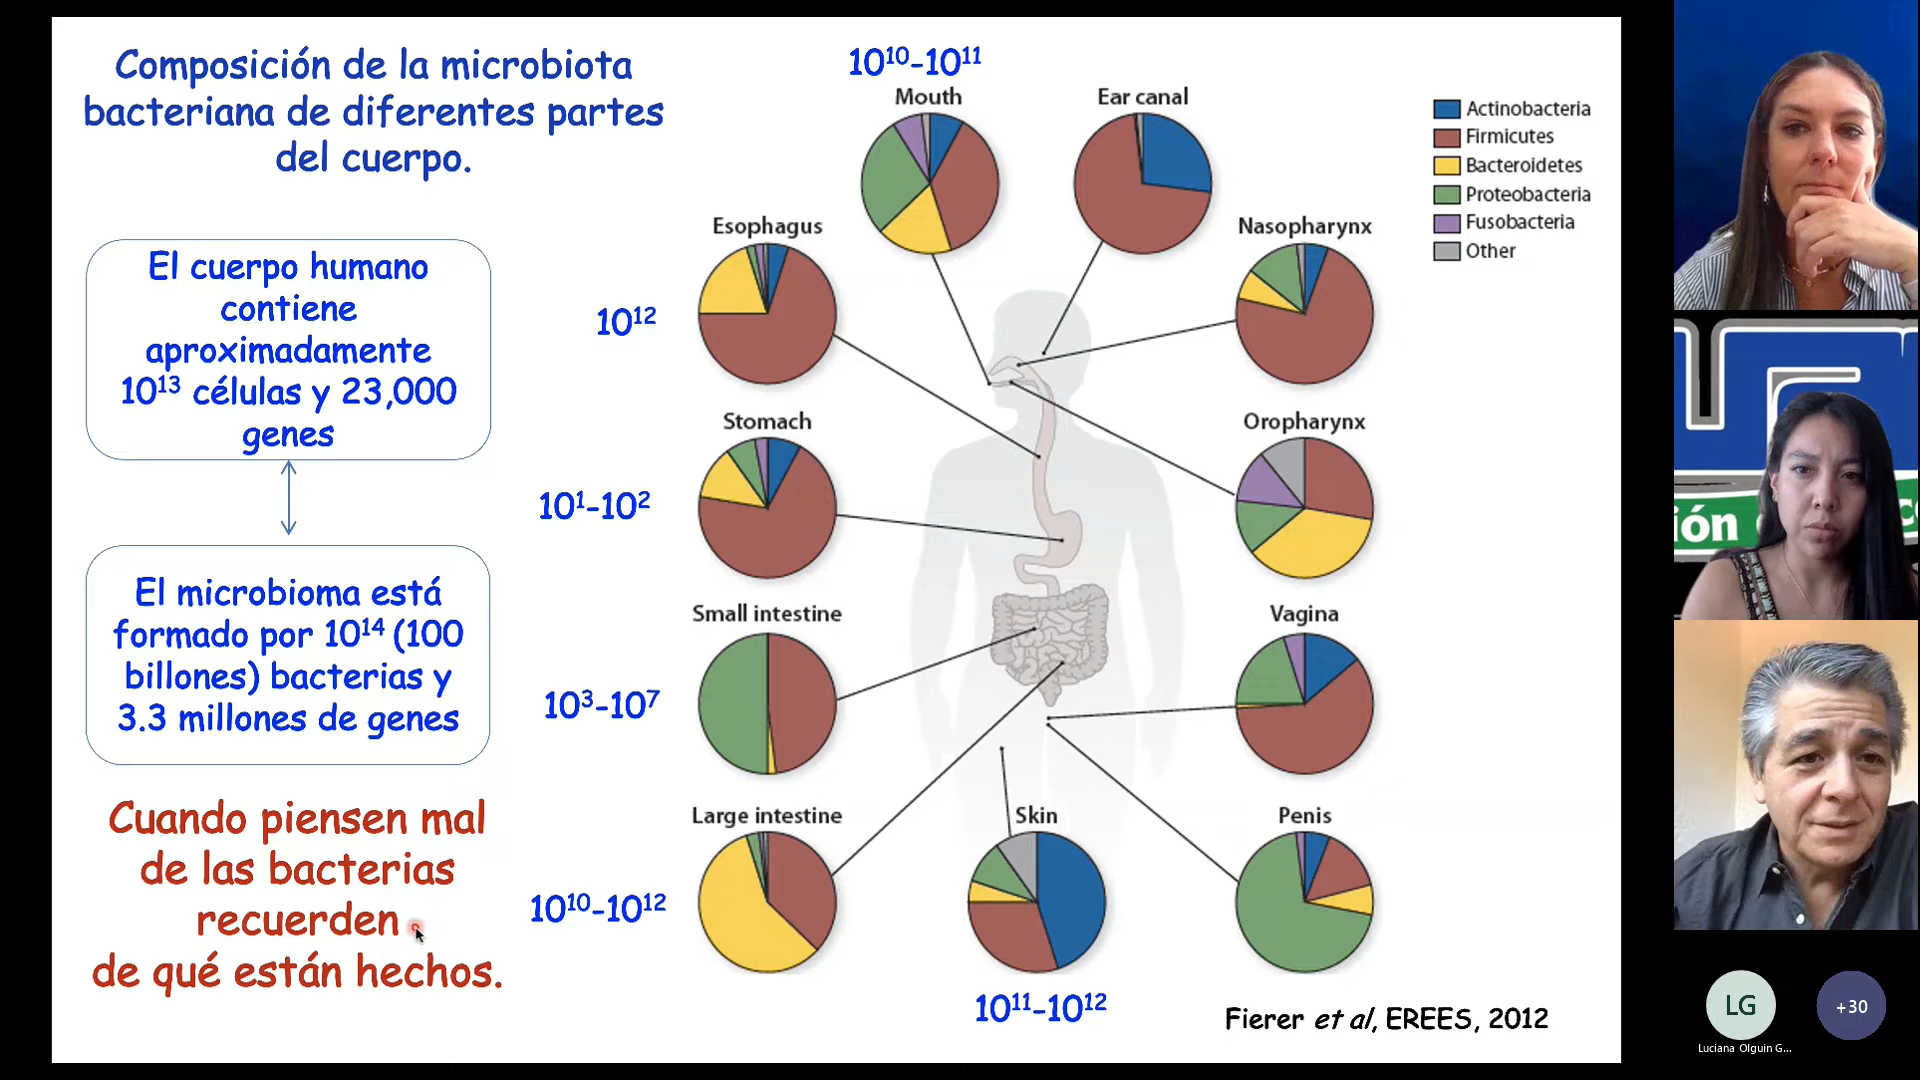 Composición de la microbiota
bacteriana de diferentes partes
del cuerpo.
El cuerpo humano
contiene
aproximadamente
10¹³ células y 23,000
genes
El microbioma está
formado por 10¹⁴ (100
billones) bacterias y
3.3 millones de genes
Cuando piensen mal
de las bacterias
recuerden
de qué están hechos.
10¹⁰-10¹¹
Mouth
Ear canal
Esophagus
10¹²
Nasopharynx
Stomach
10¹-10²
Oropharynx
Small intestine
10³-10⁷
Vagina
Large intestine
10¹⁰-10¹²
Skin
10¹¹-10¹²
Penis
Actinobacteria
Firmicutes
Bacteroidetes
Proteobacteria
Fusobacteria
Other
Fierer et al, EREES, 2012
ión
LG
Luciana Olguin G...
+30